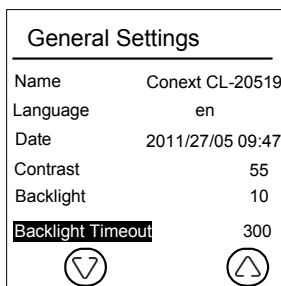 General Settings
Name Conext CL-20519
Language en
Date 2011/27/05 09:47
Contrast 55
Backlight 10
Backlight Timeout 300